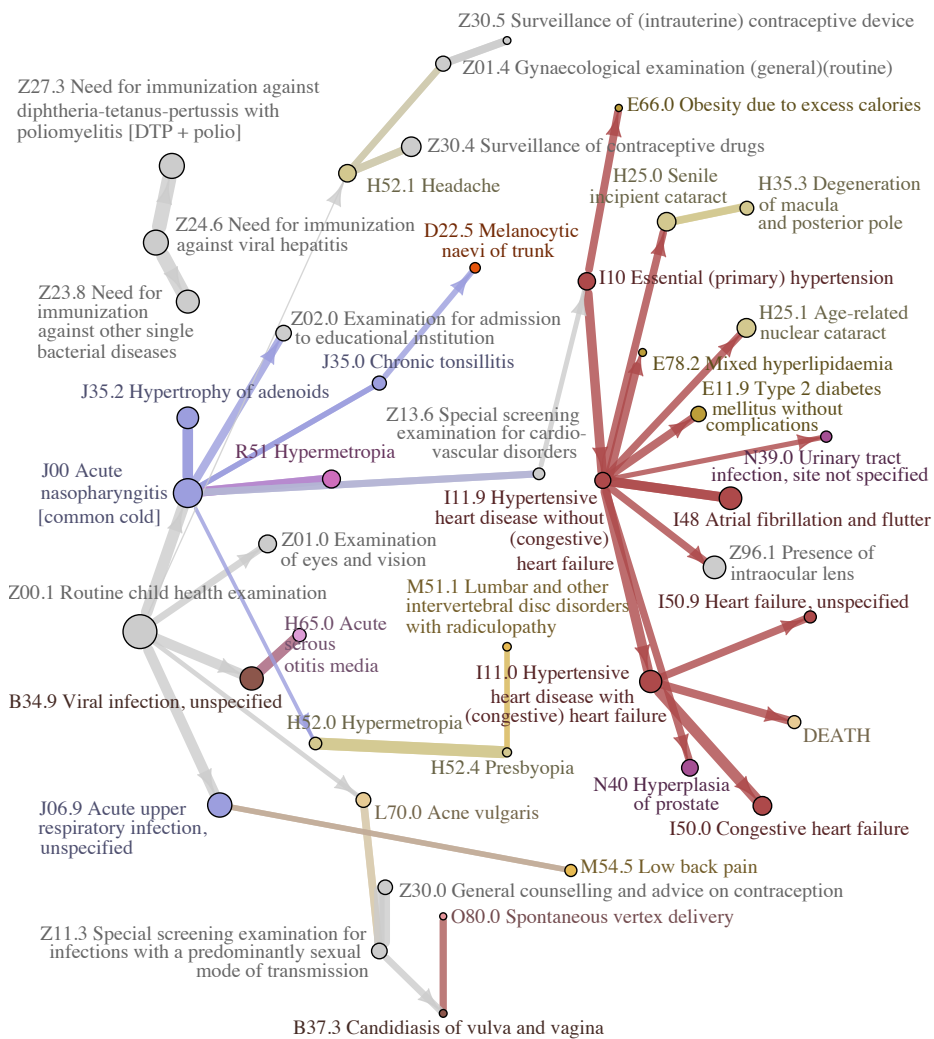 Z30.5 Surveillance of (intrauterine) contraceptive device
Z01.4 Gynaecological examination (general)(routine)
Z27.3 Need for immunization against
diphtheria-tetanus-pertussis with
poliomyelitis [DTP + polio]
E66.0 Obesity due to excess calories
Z30.4 Surveillance of contraceptive drugs
H52.1 Headache
H25.0 Senile
incipient cataract
H35.3 Degeneration
of macula
and posterior pole
Z24.6 Need for immunization
against viral hepatitis
D22.5 Melanocytic
naevi of trunk
I10 Essential (primary) hypertension
Z23.8 Need for
immunization
against other single
bacterial diseases
Z02.0 Examination for admission
to educational institution
H25.1 Age-related
nuclear cataract
J35.0 Chronic tonsillitis
E78.2 Mixed hyperlipidaemia
J35.2 Hypertrophy of adenoids
E11.9 Type 2 diabetes
mellitus without
complications
Z13.6 Special screening
examination for cardio-
vascular disorders
R51 Hypermetropia
N39.0 Urinary tract
infection, site not specified
J00 Acute
nasopharyngitis
[common cold]
I11.9 Hypertensive
heart disease without
(congestive)
heart failure
I48 Atrial fibrillation and flutter
Z01.0 Examination
of eyes and vision
Z96.1 Presence of
intraocular lens
Z00.1 Routine child health examination
M51.1 Lumbar and other
intervertebral disc disorders
with radiculopathy
I50.9 Heart failure, unspecified
H65.0 Acute
serous
otitis media
I11.0 Hypertensive
heart disease with
(congestive) heart failure
B34.9 Viral infection, unspecified
H52.0 Hypermetropia
DEATH
H52.4 Presbyopia
N40 Hyperplasia
of prostate
J06.9 Acute upper
respiratory infection,
unspecified
L70.0 Acne vulgaris
I50.0 Congestive heart failure
M54.5 Low back pain
Z30.0 General counselling and advice on contraception
O80.0 Spontaneous vertex delivery
Z11.3 Special screening examination for
infections with a predominantly sexual
mode of transmission
B37.3 Candidiasis of vulva and vagina